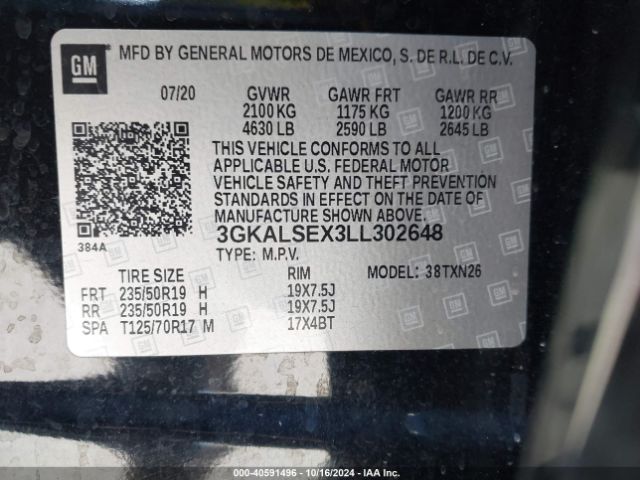 GM
MFD BY GENERAL MOTORS DE MEXICO, S. DE R.L. DE C.V.
07/20 GVWR GAWR FRT GAWR RR
2100 KG 1175 KG 1200 KG
4630 LB 2590 LB 2645 LB
THIS VEHICLE CONFORMS TO ALL
APPLICABLE U.S. FEDERAL MOTOR
VEHICLE SAFETY AND THEFT PREVENTION
STANDARDS IN EFFECT ON THE DATE OF
MANUFACTURE SHOWN ABOVE.
384A
3GKALSEX3LL302648
TYPE: M.P.V.
TIRE SIZE RIM MODEL: 38TXN26
FRT 235/50R19 H 19X7.5J
RR 235/50R19 H 19X7.5J
SPA T125/70R17 M 17X4BT
000-40591496 - 10/16/2024 - IAA Inc.